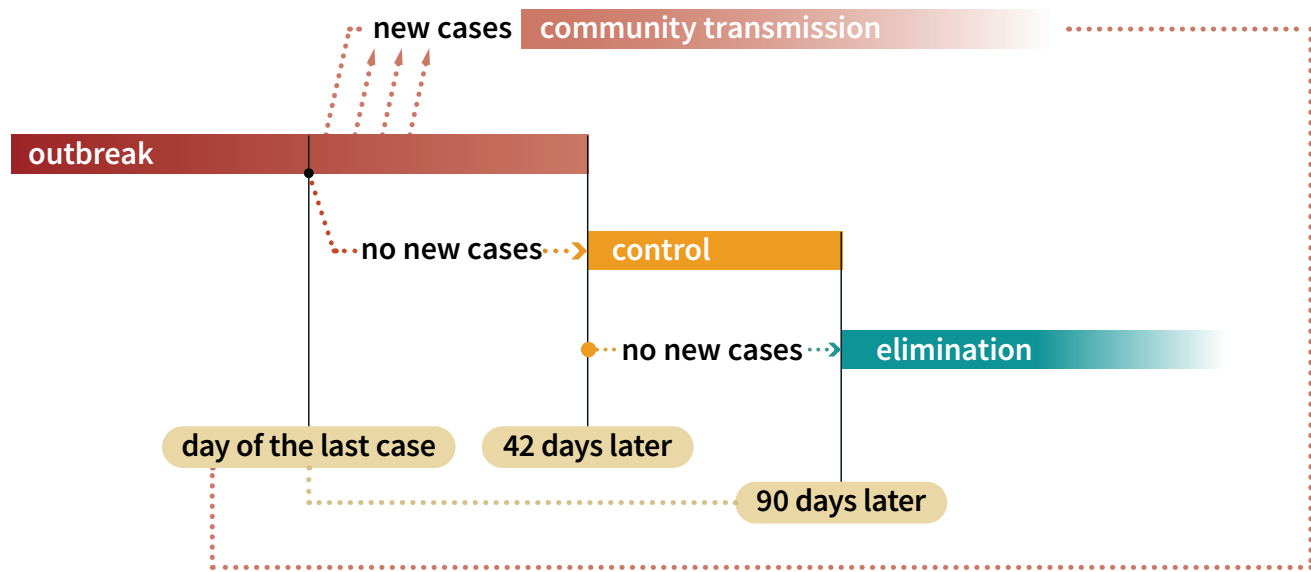 new cases
community transmission
outbreak
no new cases
control
no new cases
elimination
day of the last case
42 days later
90 days later